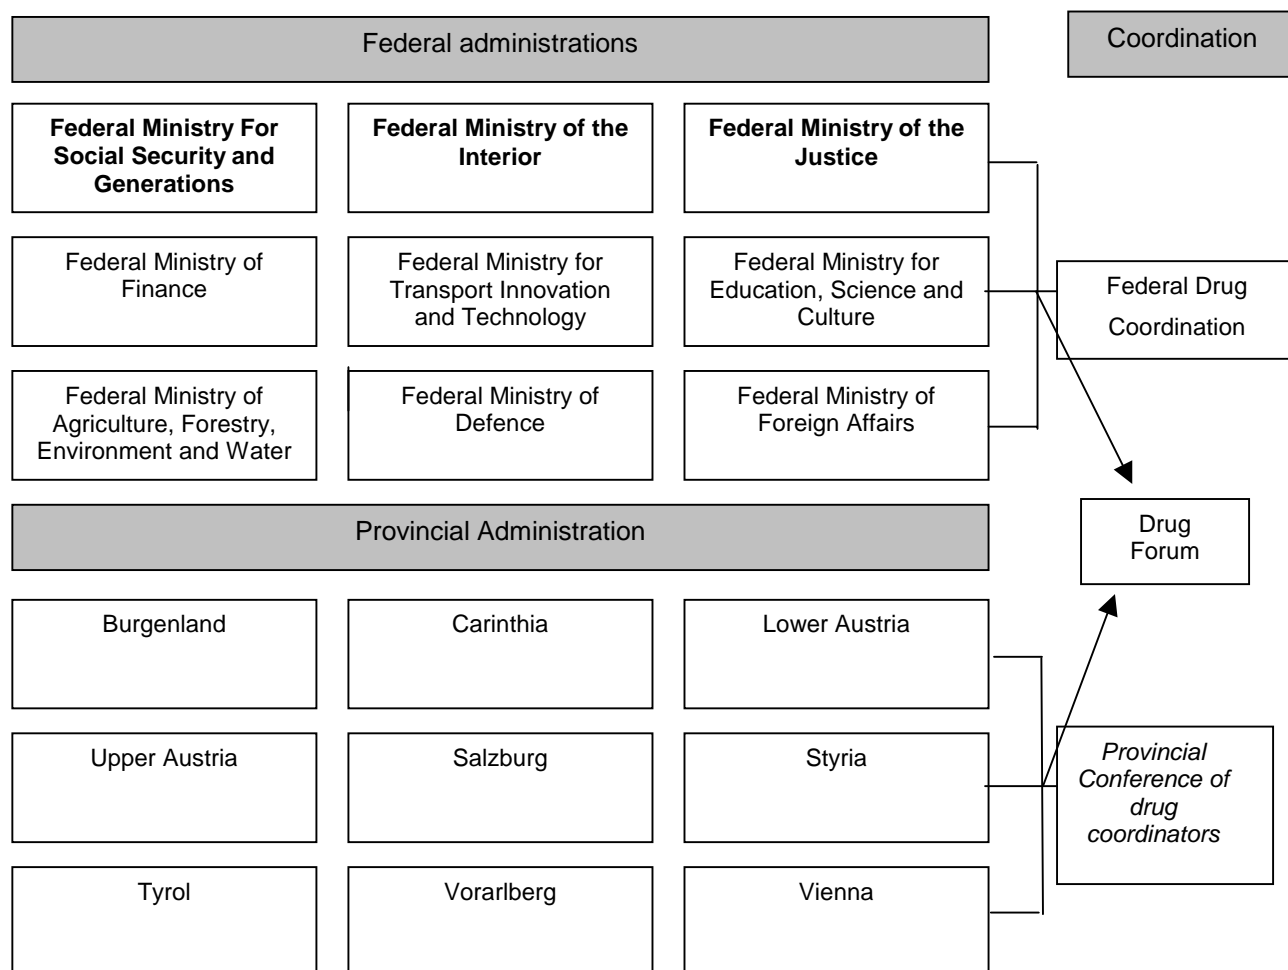 Federal administrations
Coordination
Federal Ministry For
Social Security and
Generations
Federal Ministry of the
Interior
Federal Ministry of the
Justice
Federal Ministry of
Finance
Federal Ministry for
Transport Innovation
and Technology
Federal Ministry for
Education, Science and
Culture
Federal Drug
Coordination
Federal Ministry of
Agriculture, Forestry,
Environment and Water
Federal Ministry of
Defence
Federal Ministry of
Foreign Affairs
Provincial Administration
Drug
Forum
Burgenland
Carinthia
Lower Austria
Upper Austria
Salzburg
Styria
Provincial
Conference of
drug
coordinators
Tyrol
Vorarlberg
Vienna